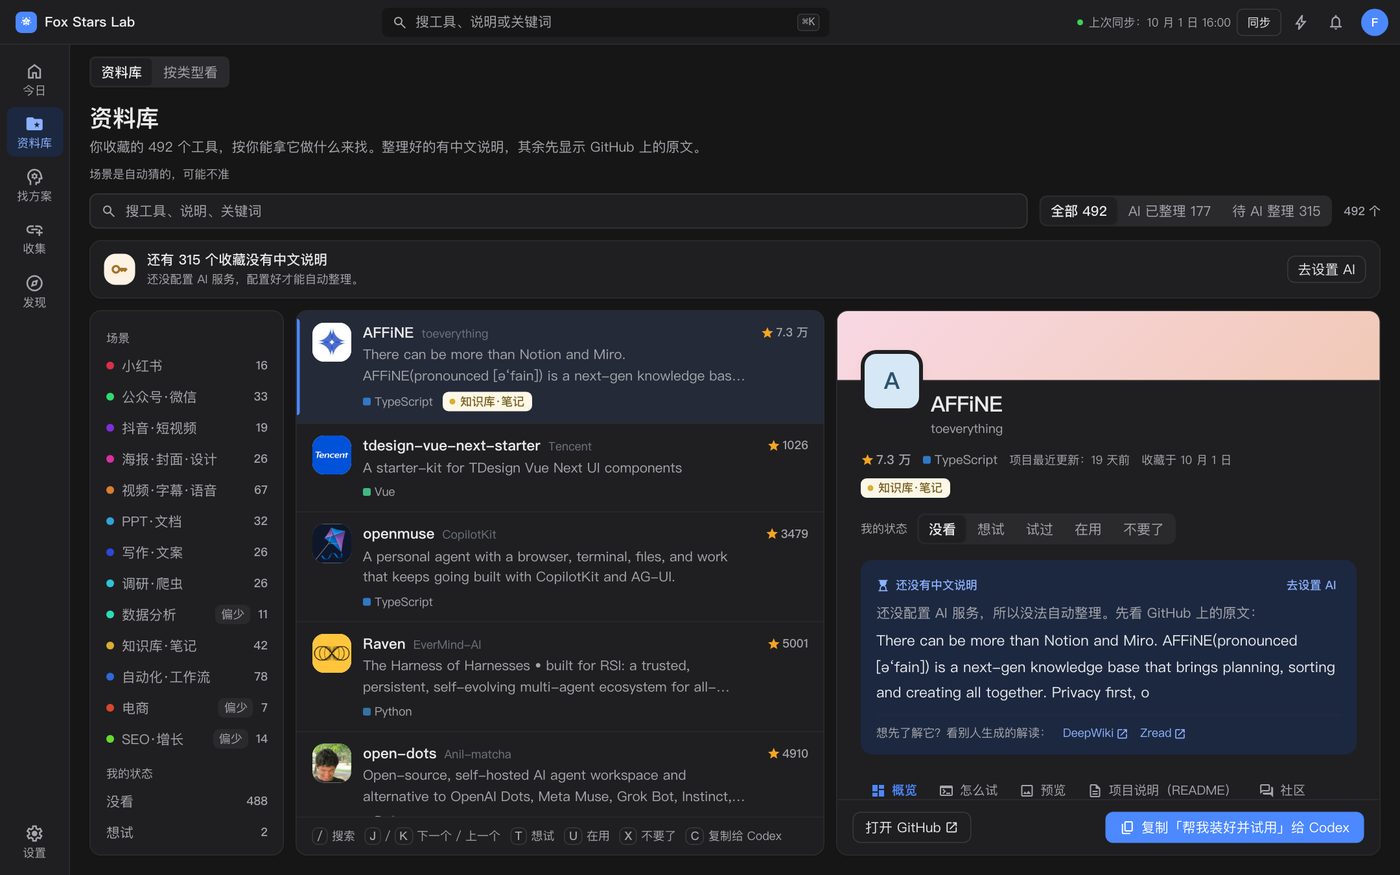 Fox Stars Lab
搜工具、说明或关键词
⌘K
上次同步：10 月 1 日 16:00
同步
F
今日
资料库
找方案
收集
发现
设置
资料库
按类型看
资料库
你收藏的 492 个工具，按你能拿它做什么来找。整理好的有中文说明，其余先显示 GitHub 上的原文。
场景是自动猜的，可能不准
搜工具、说明、关键词
全部 492
AI 已整理 177
待 AI 整理 315
492 个
还有 315 个收藏没有中文说明
还没配置 AI 服务，配置好才能自动整理。
去设置 AI
场景
小红书 16
公众号·微信 33
抖音·短视频 19
海报·封面·设计 26
视频·字幕·语音 67
PPT·文档 32
写作·文案 26
调研·爬虫 26
数据分析 偏少 11
知识库·笔记 42
自动化·工作流 78
电商 偏少 7
SEO·增长 偏少 14
我的状态
没看 488
想试 2
AFFiNE toeverything 7.3 万
There can be more than Notion and Miro.
AFFiNE(pronounced [ə‘fain]) is a next-gen knowledge bas…
TypeScript 知识库·笔记
Tencent
tdesign-vue-next-starter Tencent 1026
A starter-kit for TDesign Vue Next UI components
Vue
openmuse CopilotKit 3479
A personal agent with a browser, terminal, files, and work
that keeps going built with CopilotKit and AG-UI.
TypeScript
Raven EverMind-AI 5001
The Harness of Harnesses • built for RSI: a trusted,
persistent, self-evolving multi-agent ecosystem for all-…
Python
open-dots Anil-matcha 4910
Open-source, self-hosted AI agent workspace and
alternative to OpenAI Dots, Meta Muse, Grok Bot, Instinct,…
/ 搜索 J / K 下一个 / 上一个 T 想试 U 在用 X 不要了 C 复制给 Codex
A
AFFiNE
toeverything
7.3 万 TypeScript 项目最近更新：19 天前 收藏于 10 月 1 日
知识库·笔记
我的状态 没看 想试 试过 在用 不要了
还没有中文说明 去设置 AI
还没配置 AI 服务，所以没法自动整理。先看 GitHub 上的原文：
There can be more than Notion and Miro. AFFiNE(pronounced
[ə‘fain]) is a next-gen knowledge base that brings planning, sorting
and creating all together. Privacy first, o
想先了解它？看别人生成的解读： DeepWiki Zread
概览 怎么试 预览 项目说明（README） 社区
打开 GitHub
复制「帮我装好并试用」给 Codex